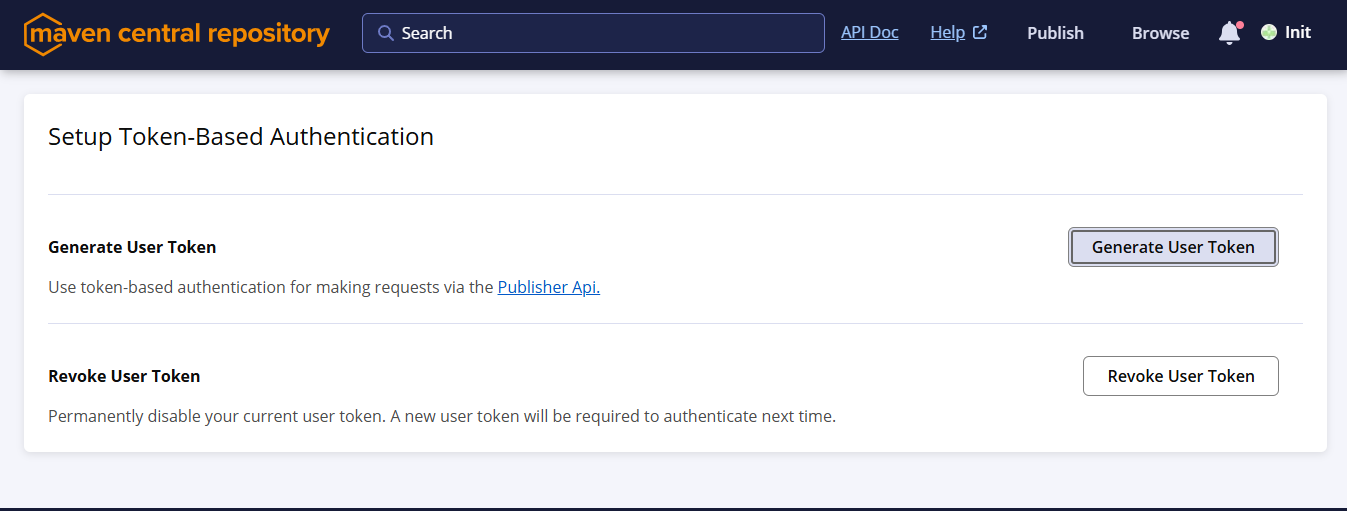 maven central repository
Search
API Doc
Help
Publish
Browse
Init
Setup Token-Based Authentication
Generate User Token
Generate User Token
Use token-based authentication for making requests via the Publisher Api.
Revoke User Token
Revoke User Token
Permanently disable your current user token. A new user token will be required to authenticate next time.